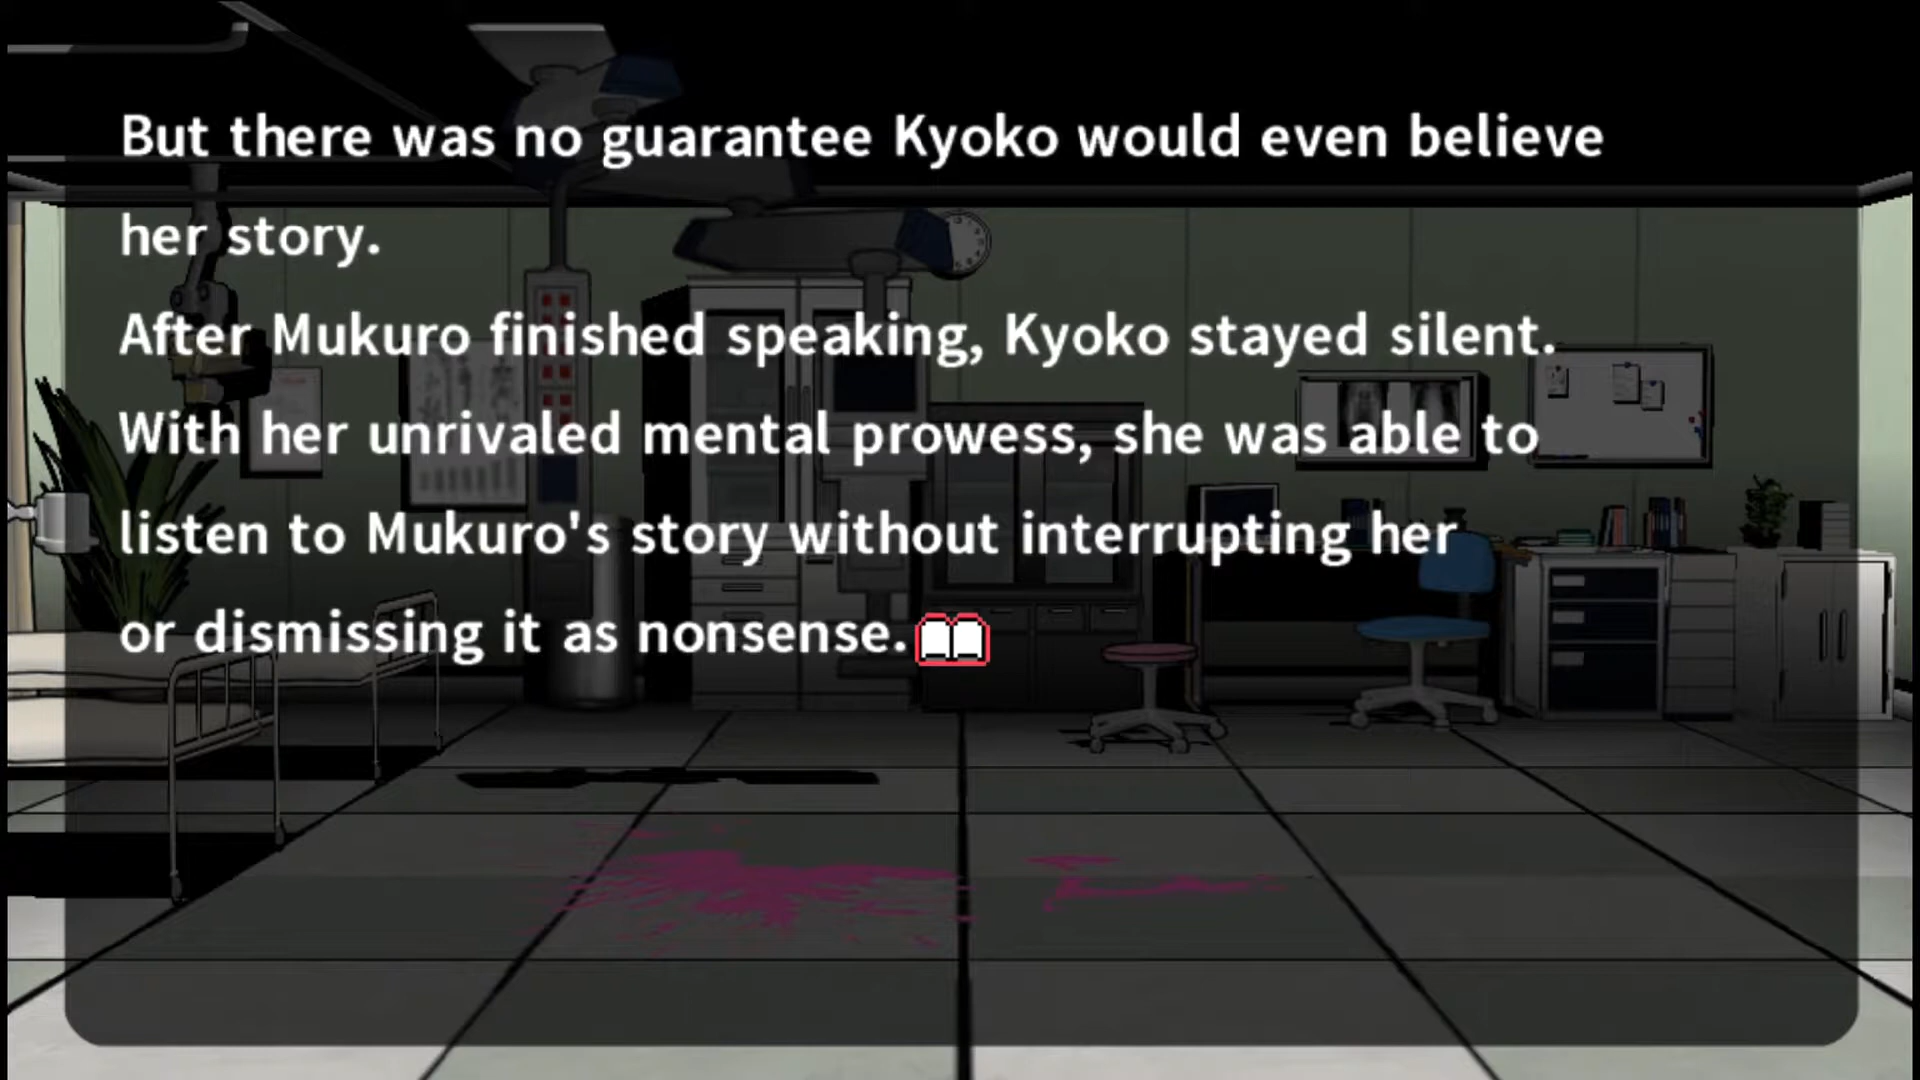 But there was no guarantee Kyoko would even believe
her story.
After Mukuro finished speaking, Kyoko stayed silent.
With her unrivaled mental prowess, she was able to
listen to Mukuro's story without interrupting her
or dismissing it as nonsense.